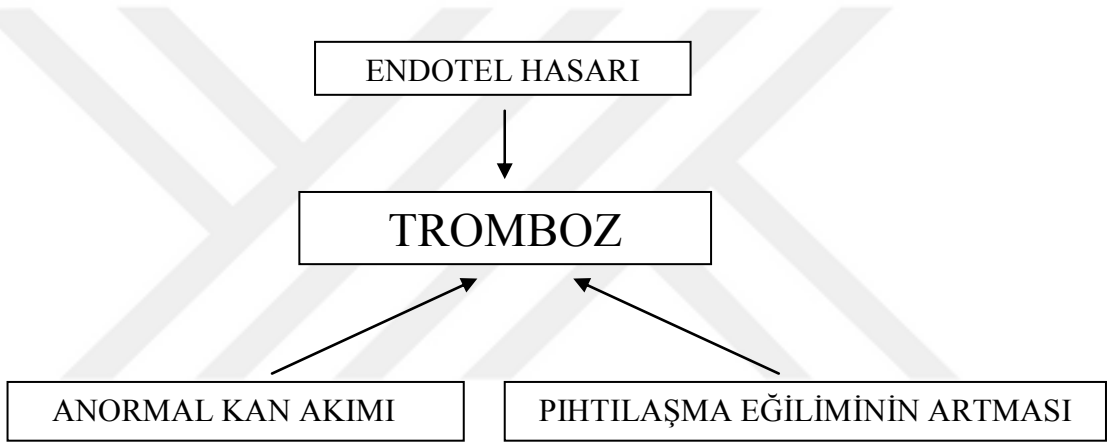 ENDOTEL HASARI
TROMBOZ
ANORMAL KAN AKIMI
PIHTILAŞMA EĞİLİMİNİN ARTMASI